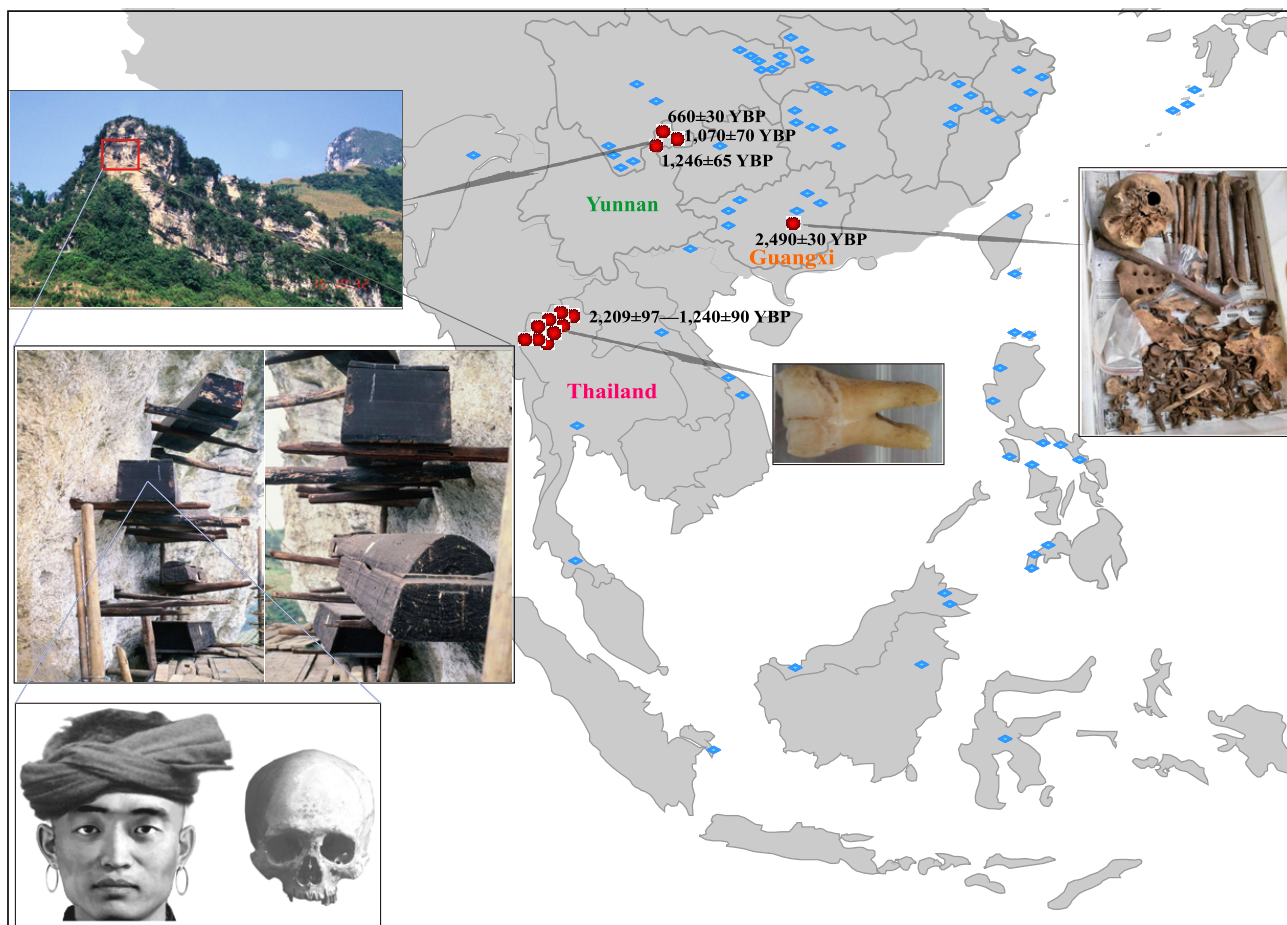 660±30 YBP
1,070±70 YBP
1,246±65 YBP
Yunnan
2,490±30 YBP
Guangxi
2,209±97—1,240±90 YBP
Thailand